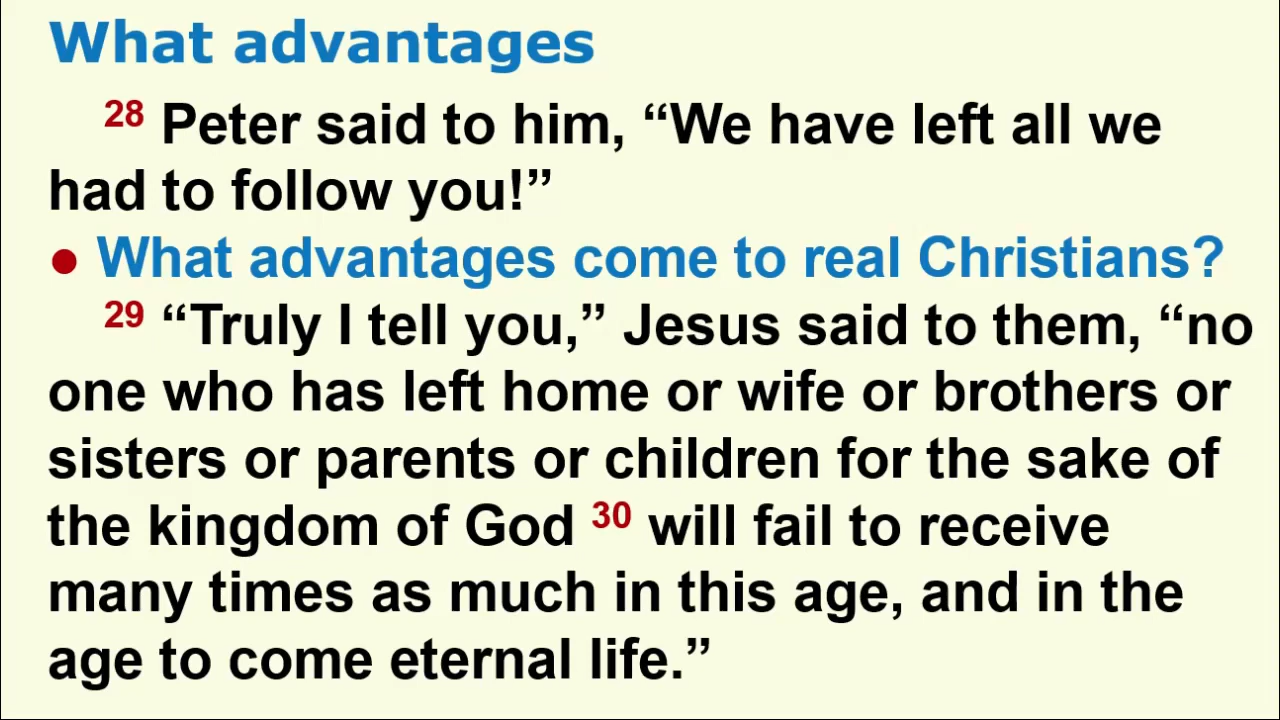 What advantages
28 Peter said to him, “We have left all we
had to follow you!”
● What advantages come to real Christians?
29 “Truly I tell you,” Jesus said to them, “no
one who has left home or wife or brothers or
sisters or parents or children for the sake of
the kingdom of God 30 will fail to receive
many times as much in this age, and in the
age to come eternal life.”